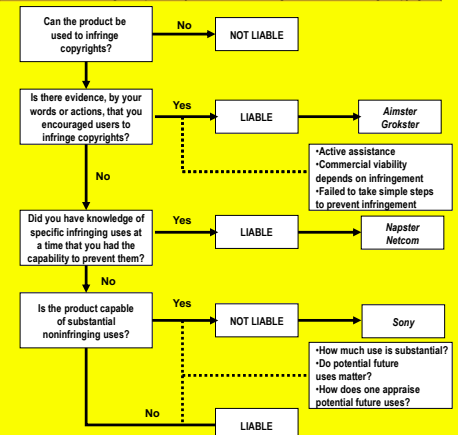 Can the product be
used to infringe
copyrights?
No
NOT LIABLE
Is there evidence, by your
words or actions, that you
encouraged users to
infringe copyrights?
Yes
LIABLE
Aimster
Grokster
•Active assistance
•Commercial viability
depends on infringement
•Failed to take simple steps
to prevent infringement
No
Did you have knowledge of
specific infringing uses at
a time that you had the
capability to prevent them?
Yes
LIABLE
Napster
Netcom
No
Is the product capable
of substantial
noninfringing uses?
Yes
NOT LIABLE
Sony
•How much use is substantial?
•Do potential future
uses matter?
•How does one appraise
potential future uses?
No
LIABLE